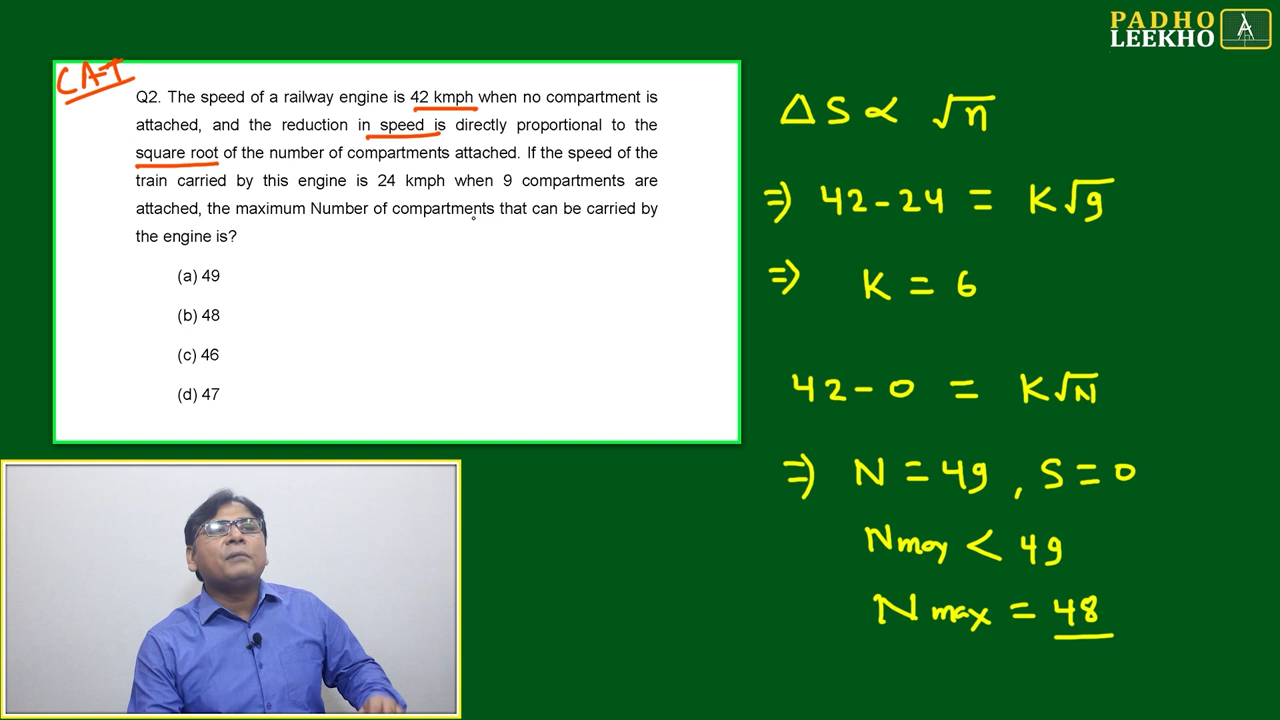 PADHO
LEEKHO
CAT
Q2. The speed of a railway engine is 42 kmph when no compartment is
attached, and the reduction in speed is directly proportional to the
square root of the number of compartments attached. If the speed of the
train carried by this engine is 24 kmph when 9 compartments are
attached, the maximum Number of compartments that can be carried by
the engine is?
(a) 49
(b) 48
(c) 46
(d) 47
Δ S ∝ √n
⇒ 42 - 24 = K√9
⇒ K = 6
42 - 0 = K√N
⇒ N = 49 , S = 0
Nmax < 49
Nmax = 48